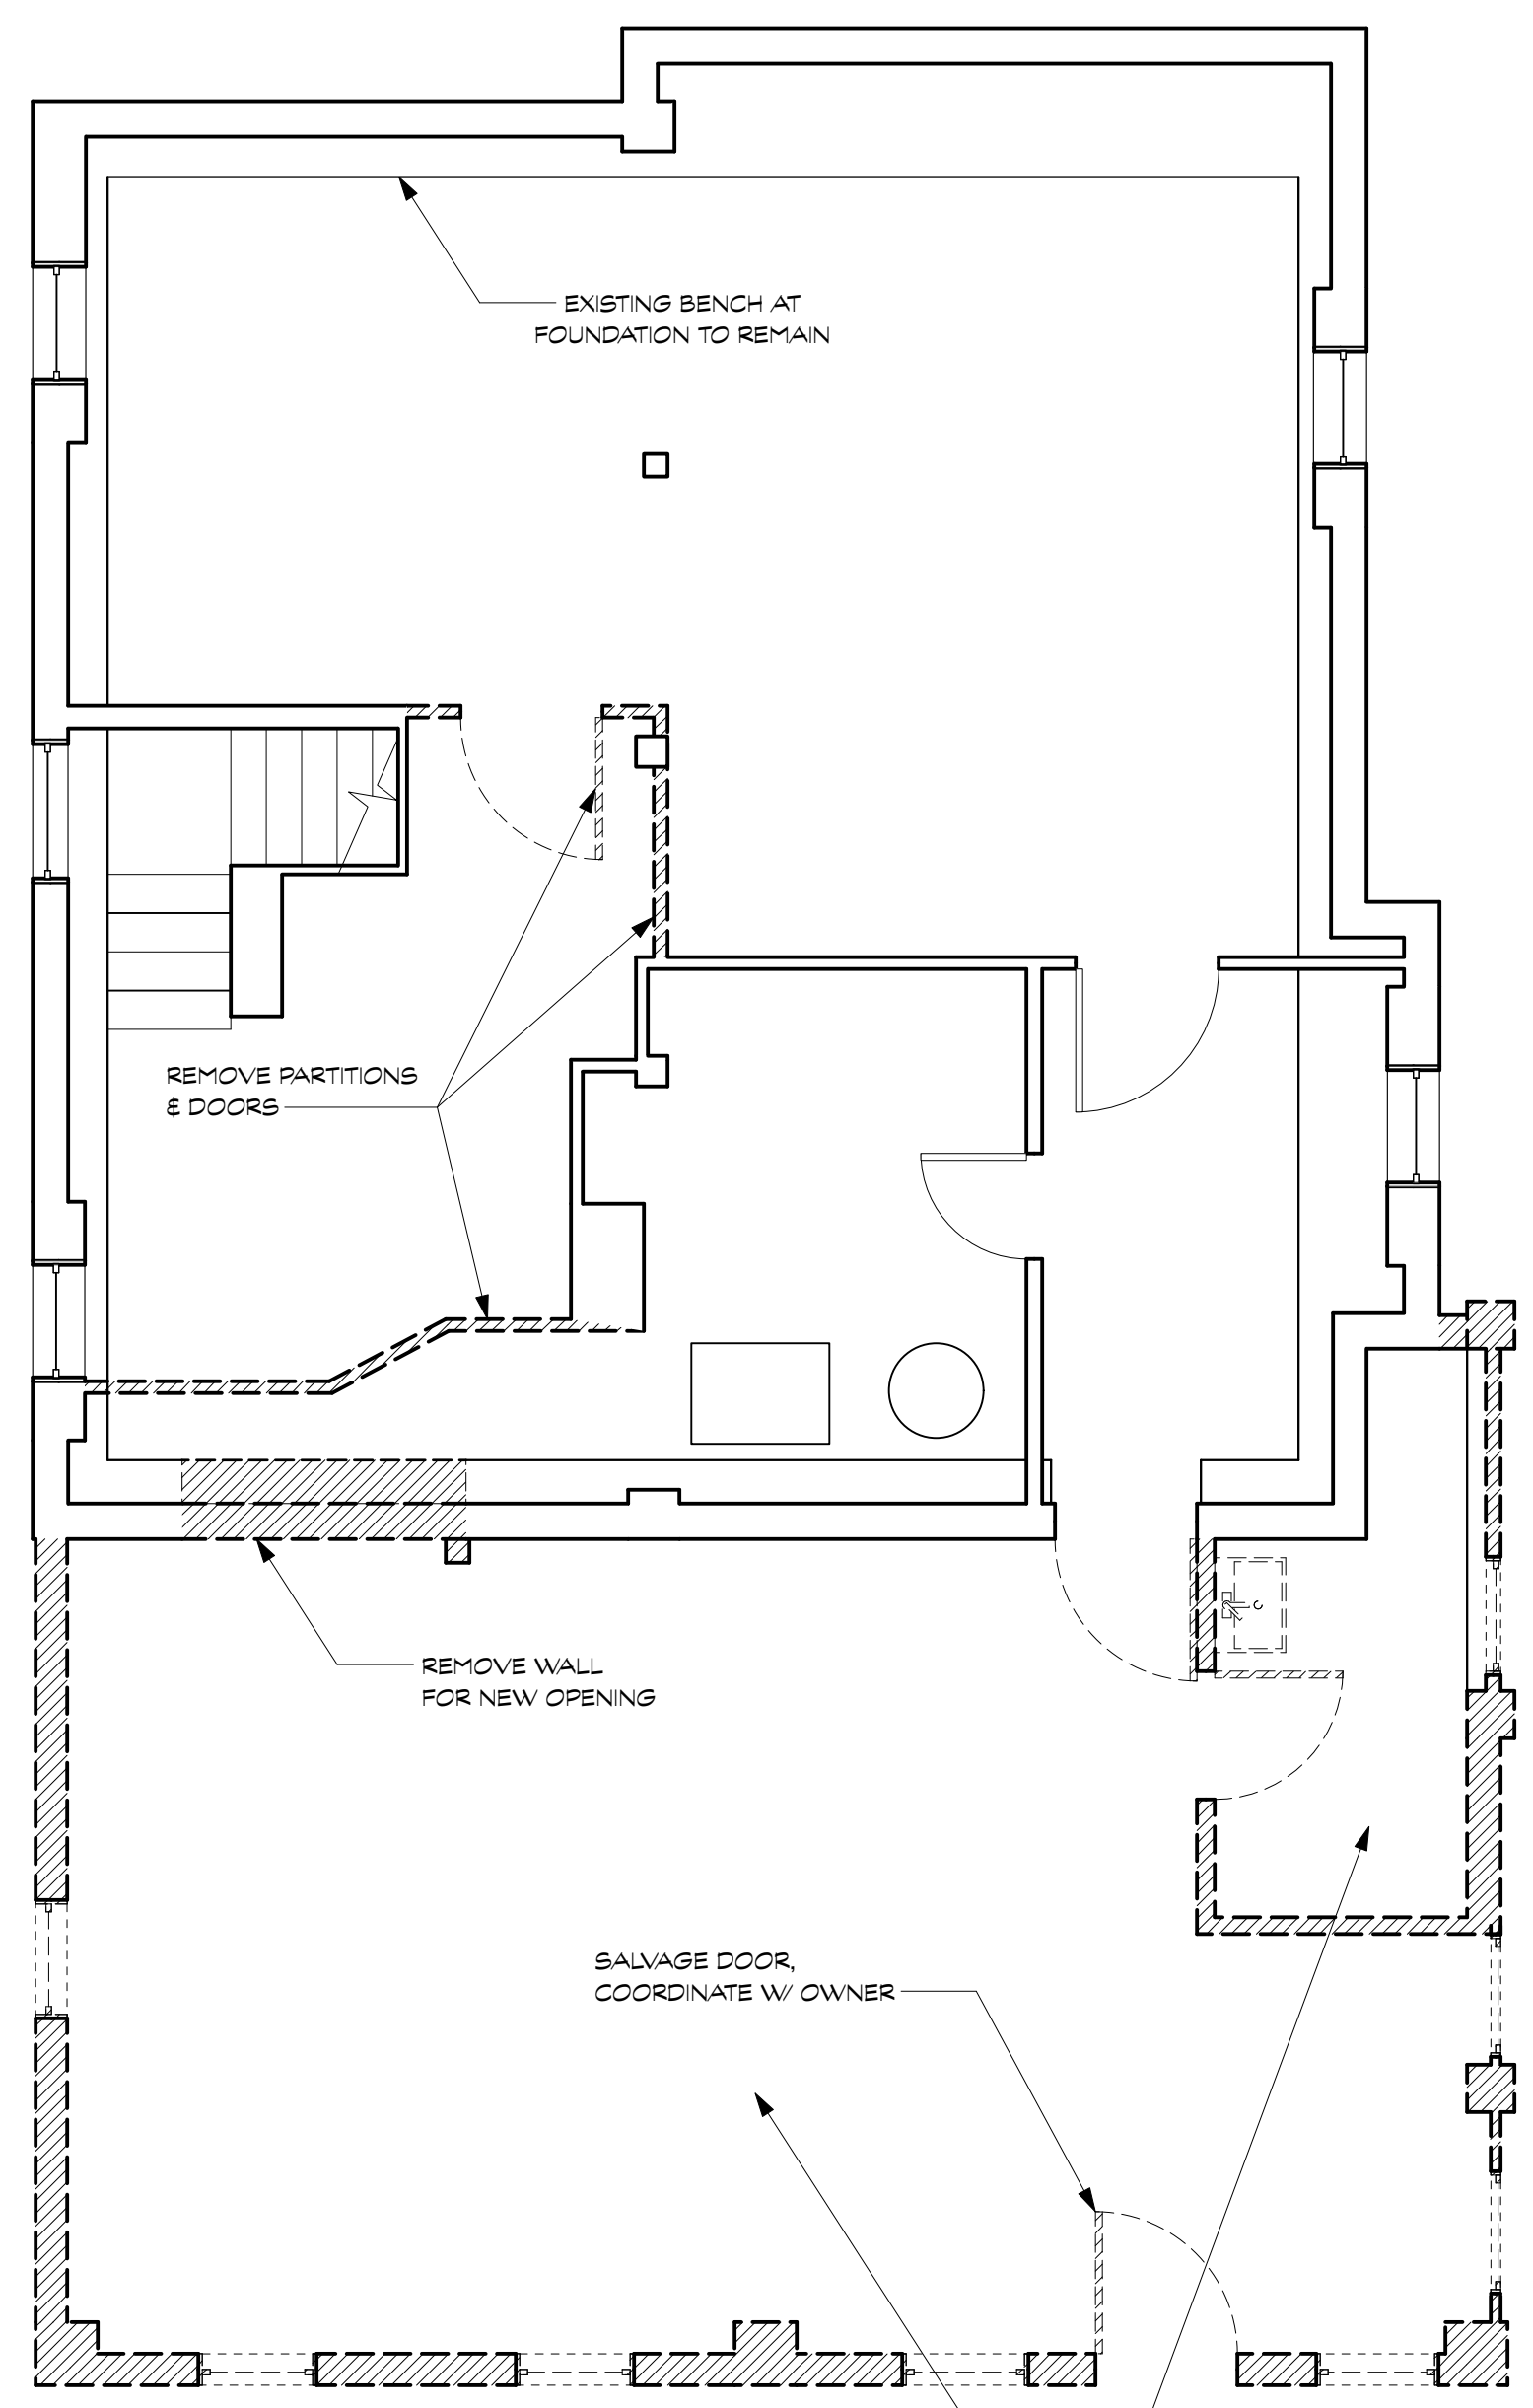 EXISTING BENCH AT
FOUNDATION TO REMAIN
REMOVE PARTITIONS
& DOORS
REMOVE WALL
FOR NEW OPENING
SALVAGE DOOR,
COORDINATE W/ OWNER